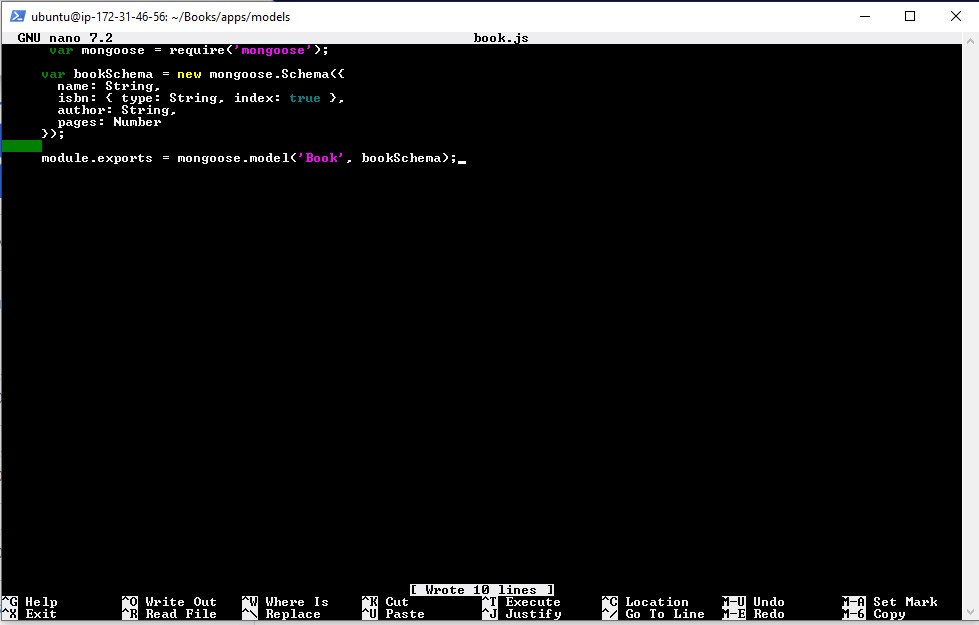 ubuntu@ip-172-31-46-56: ~/Books/apps/models
GNU nano 7.2 book.js
var mongoose = require('mongoose');
var bookSchema = new mongoose.Schema({
name: String,
isbn: { type: String, index: true },
author: String,
pages: Number
});
module.exports = mongoose.model('Book', bookSchema);
[ Wrote 10 lines ]
^G Help ^O Write Out ^W Where Is ^K Cut ^T Execute ^C Location M-U Undo M-A Set Mark
^X Exit ^R Read File ^\ Replace ^U Paste ^J Justify ^/ Go To Line M-E Redo M-6 Copy